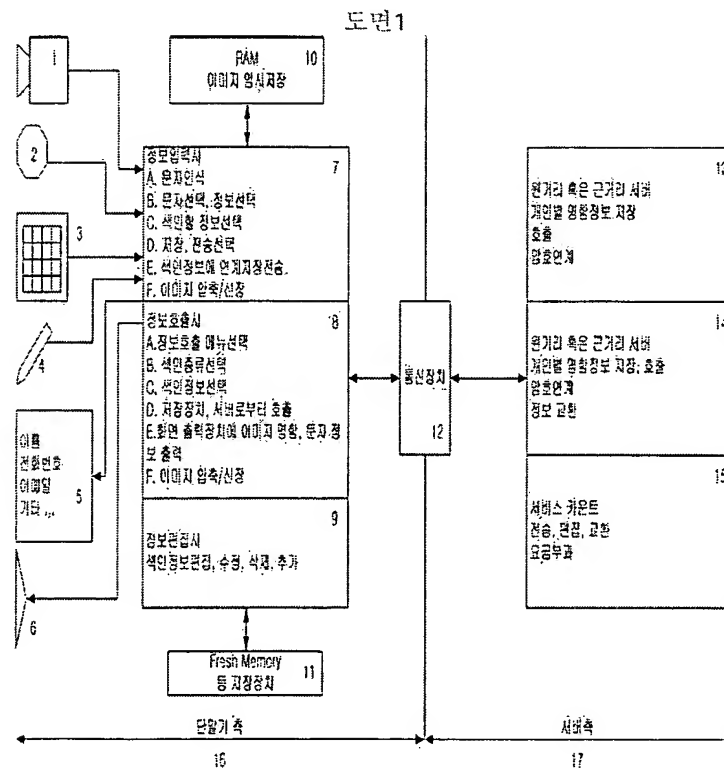 도면1
1
RAM
이미지 임시저장
10
2
3
4
정보입력시
7
A. 문자인식
B. 문자선택, 정보선택
C. 색인할 정보선택
D. 저장, 전송선택
E. 색인정보에 연계저장전송.
F. 이미지 압축/신장
정보호출시
8
A.정보호출 메뉴선택
B. 색인종류선택
C. 색인정보선택
D. 저장장치, 서버로부터 호출
E.화면 출력장치에 이미지 명함, 문자 정
보 출력
F. 이미지 압축/신장
이름
전화번호
이메일
기타
5
6
9
정보편집시
색인정보편집, 수정, 삭제, 추가
Fresh Memory
등 저장장치
11
통신장치
12
원거리 혹은 근거리 서버
개인별 명함정보 저장
호출
암호연계
14
원거리 혹은 근거리 서버
개인별 명함정보 저장; 호출
암호연계
정보 교환
15
서비스 카운트
전송, 편집, 교환
요금부과
단말기 측
서버측
16
17